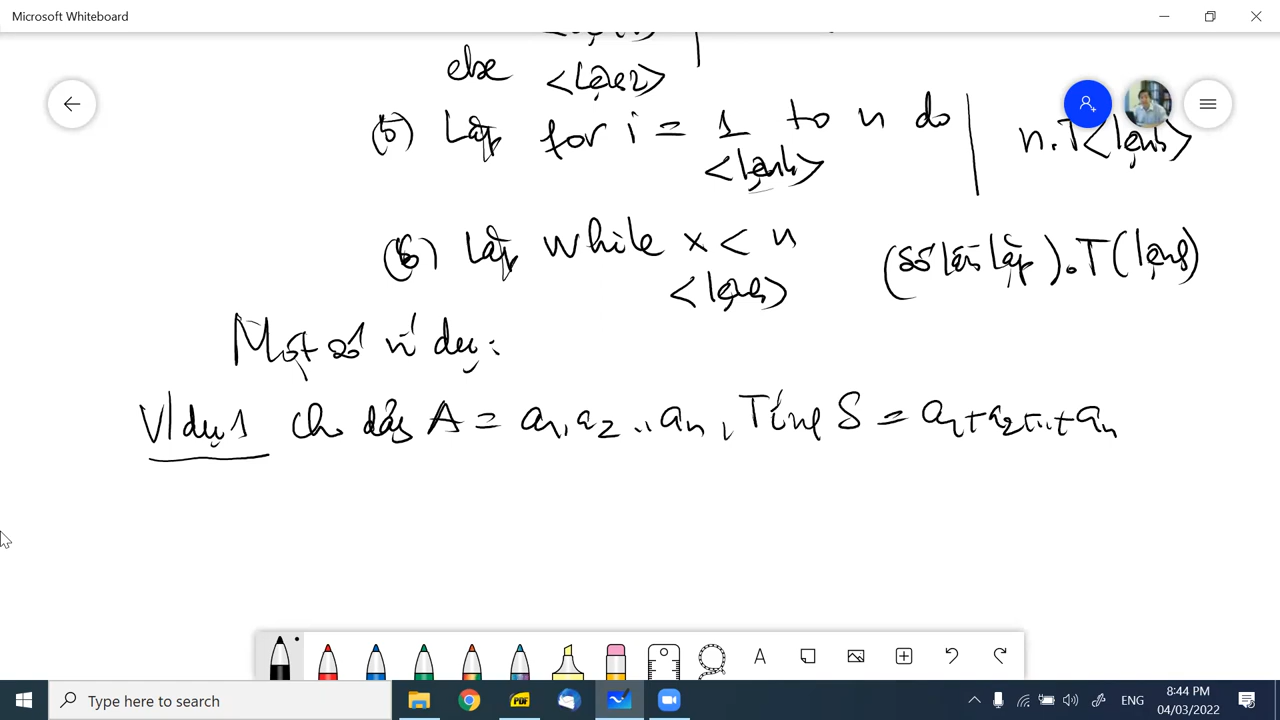 Microsoft Whiteboard
else <lệnh2>
(5) Lặp for i = 1 to n do
<lệnh>
n.T<lệnh>
(6) Lặp while x < n
<lệnh>
(số lần lặp).T(lệnh)
Một số ví dụ:
Ví dụ 1 Cho dãy A = a1, a2 .., an, Tính S = a1+a2+...+an
Type here to search
ENG
8:44 PM
04/03/2022